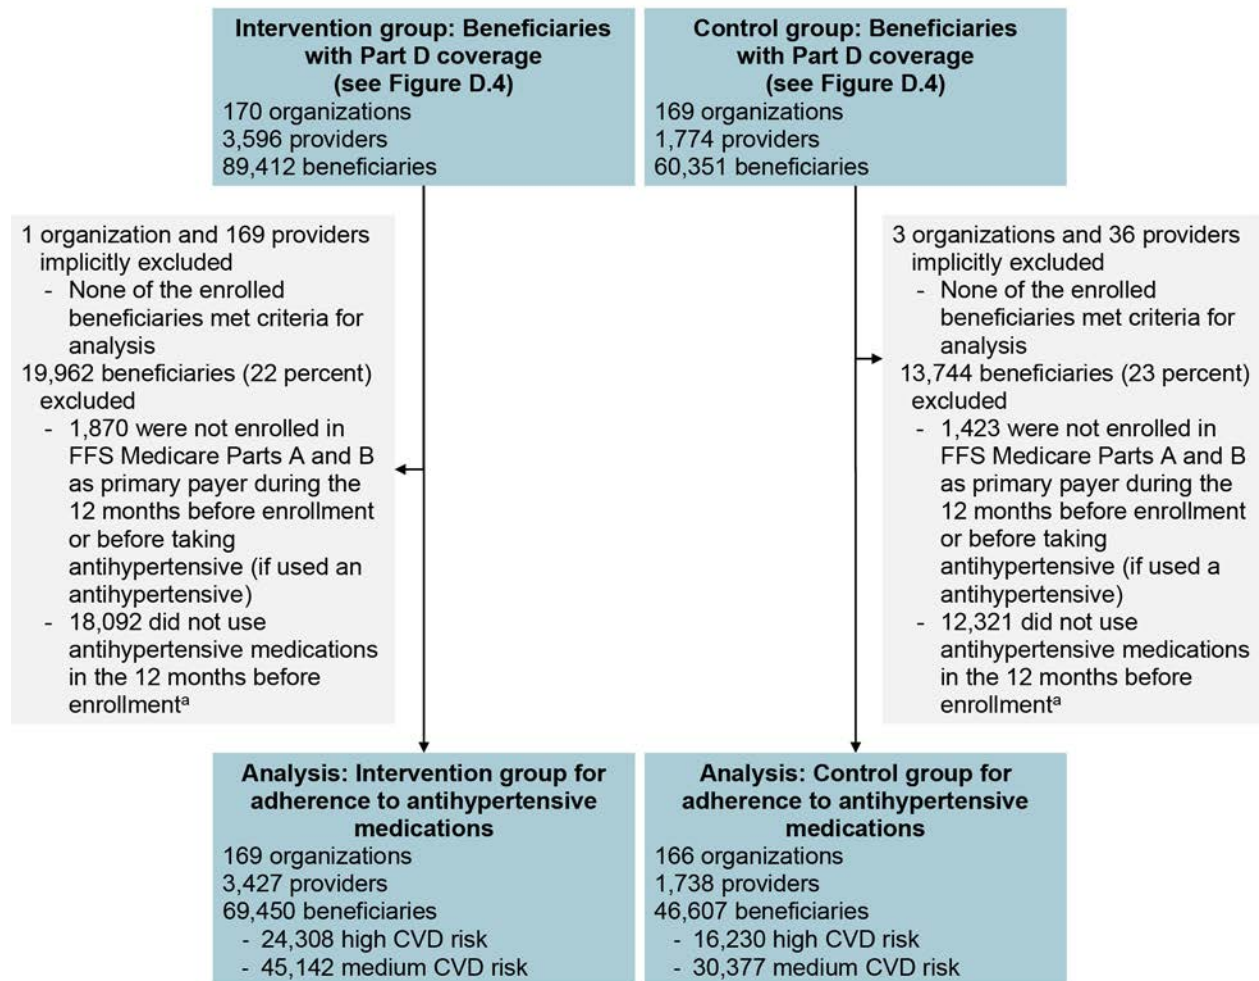 Intervention group: Beneficiaries
with Part D coverage
(see Figure D.4)
170 organizations
3,596 providers
89,412 beneficiaries
Control group: Beneficiaries
with Part D coverage
(see Figure D.4)
169 organizations
1,774 providers
60,351 beneficiaries
1 organization and 169 providers
implicitly excluded
- None of the enrolled
beneficiaries met criteria for
analysis
19,962 beneficiaries (22 percent)
excluded
- 1,870 were not enrolled in
FFS Medicare Parts A and B
as primary payer during the
12 months before enrollment
or before taking
antihypertensive (if used an
antihypertensive)
- 18,092 did not use
antihypertensive medications
in the 12 months before
enrollmentᵃ
3 organizations and 36 providers
implicitly excluded
- None of the enrolled
beneficiaries met criteria for
analysis
13,744 beneficiaries (23 percent)
excluded
- 1,423 were not enrolled in
FFS Medicare Parts A and B
as primary payer during the
12 months before enrollment
or before taking
antihypertensive (if used a
antihypertensive)
- 12,321 did not use
antihypertensive medications
in the 12 months before
enrollmentᵃ
Analysis: Intervention group for
adherence to antihypertensive
medications
169 organizations
3,427 providers
69,450 beneficiaries
- 24,308 high CVD risk
- 45,142 medium CVD risk
Analysis: Control group for
adherence to antihypertensive
medications
166 organizations
1,738 providers
46,607 beneficiaries
- 16,230 high CVD risk
- 30,377 medium CVD risk